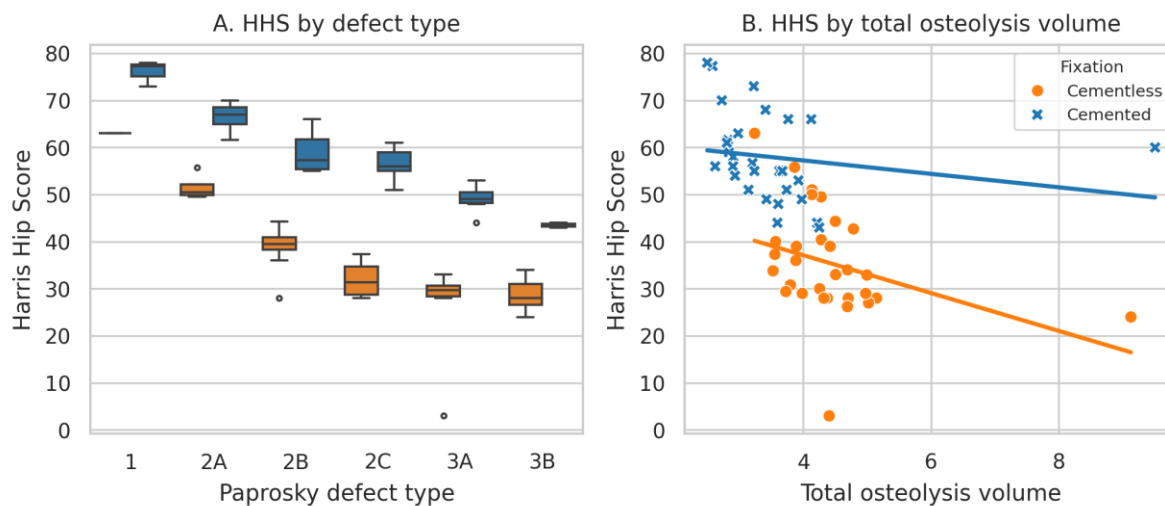 A. HHS by defect type
Harris Hip Score
80
70
60
50
40
30
20
10
0
1 2A 2B 2C 3A 3B
Paprosky defect type
B. HHS by total osteolysis volume
Harris Hip Score
80
70
60
50
40
30
20
10
0
Fixation
Cementless
Cemented
4 6 8
Total osteolysis volume